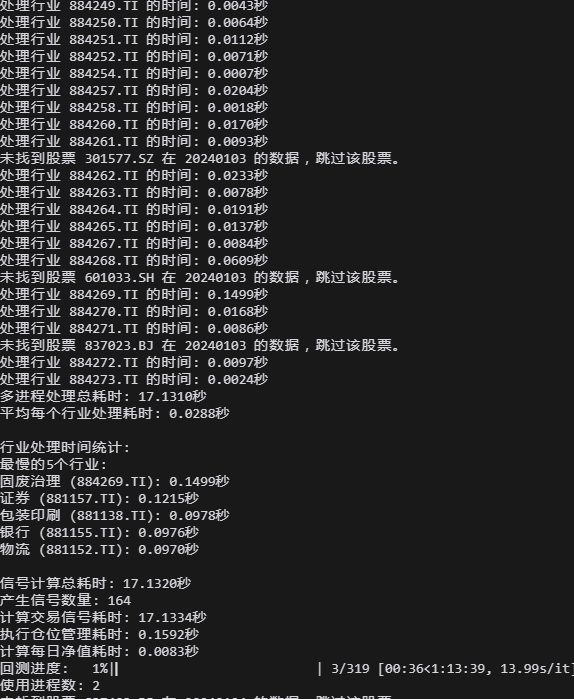 处理行业 884249.TI 的时间: 0.0043秒
处理行业 884250.TI 的时间: 0.0064秒
处理行业 884251.TI 的时间: 0.0112秒
处理行业 884252.TI 的时间: 0.0071秒
处理行业 884254.TI 的时间: 0.0007秒
处理行业 884257.TI 的时间: 0.0204秒
处理行业 884258.TI 的时间: 0.0018秒
处理行业 884260.TI 的时间: 0.0170秒
处理行业 884261.TI 的时间: 0.0093秒
未找到股票 301577.SZ 在 20240103 的数据，跳过该股票。
处理行业 884262.TI 的时间: 0.0233秒
处理行业 884263.TI 的时间: 0.0078秒
处理行业 884264.TI 的时间: 0.0191秒
处理行业 884265.TI 的时间: 0.0137秒
处理行业 884267.TI 的时间: 0.0084秒
处理行业 884268.TI 的时间: 0.0609秒
未找到股票 601033.SH 在 20240103 的数据，跳过该股票。
处理行业 884269.TI 的时间: 0.1499秒
处理行业 884270.TI 的时间: 0.0168秒
处理行业 884271.TI 的时间: 0.0086秒
未找到股票 837023.BJ 在 20240103 的数据，跳过该股票。
处理行业 884272.TI 的时间: 0.0097秒
处理行业 884273.TI 的时间: 0.0024秒
多进程处理总耗时: 17.1310秒
平均每个行业处理耗时: 0.0288秒
行业处理时间统计:
最慢的5个行业:
固废治理 (884269.TI): 0.1499秒
证券 (881157.TI): 0.1215秒
包装印刷 (881138.TI): 0.0978秒
银行 (881155.TI): 0.0976秒
物流 (881152.TI): 0.0970秒
信号计算总耗时: 17.1320秒
产生信号数量: 164
计算交易信号耗时: 17.1334秒
执行仓位管理耗时: 0.1592秒
计算每日净值耗时: 0.0083秒
回测进度:   1%| | 3/319 [00:36<1:13:39, 13.99s/it]
使用进程数: 2